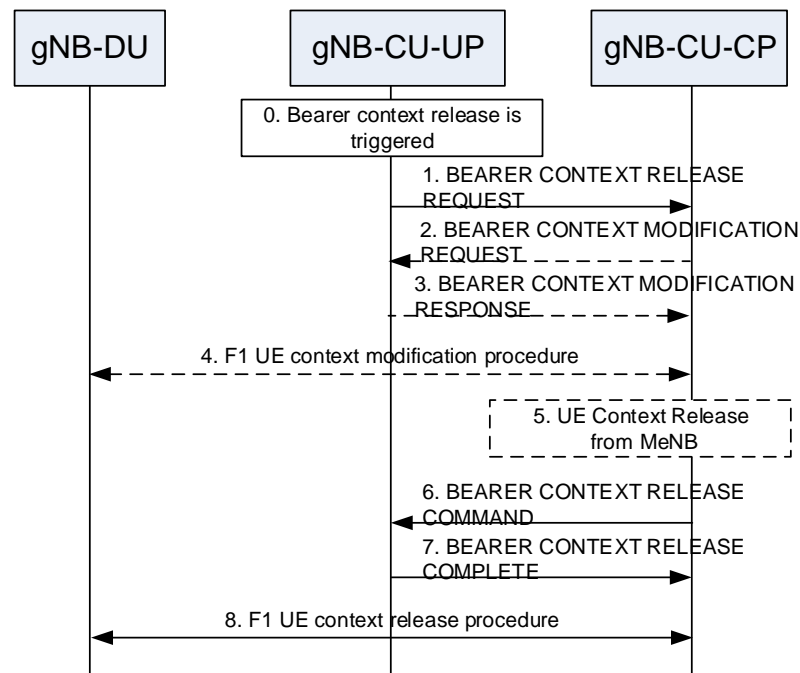 gNB-DU
gNB-CU-UP
gNB-CU-CP
0. Bearer context release is
triggered
1. BEARER CONTEXT RELEASE
REQUEST
2. BEARER CONTEXT MODIFICATION
REQUEST
3. BEARER CONTEXT MODIFICATION
RESPONSE
4. F1 UE context modification procedure
5. UE Context Release
from MeNB
6. BEARER CONTEXT RELEASE
COMMAND
7. BEARER CONTEXT RELEASE
COMPLETE
8. F1 UE context release procedure